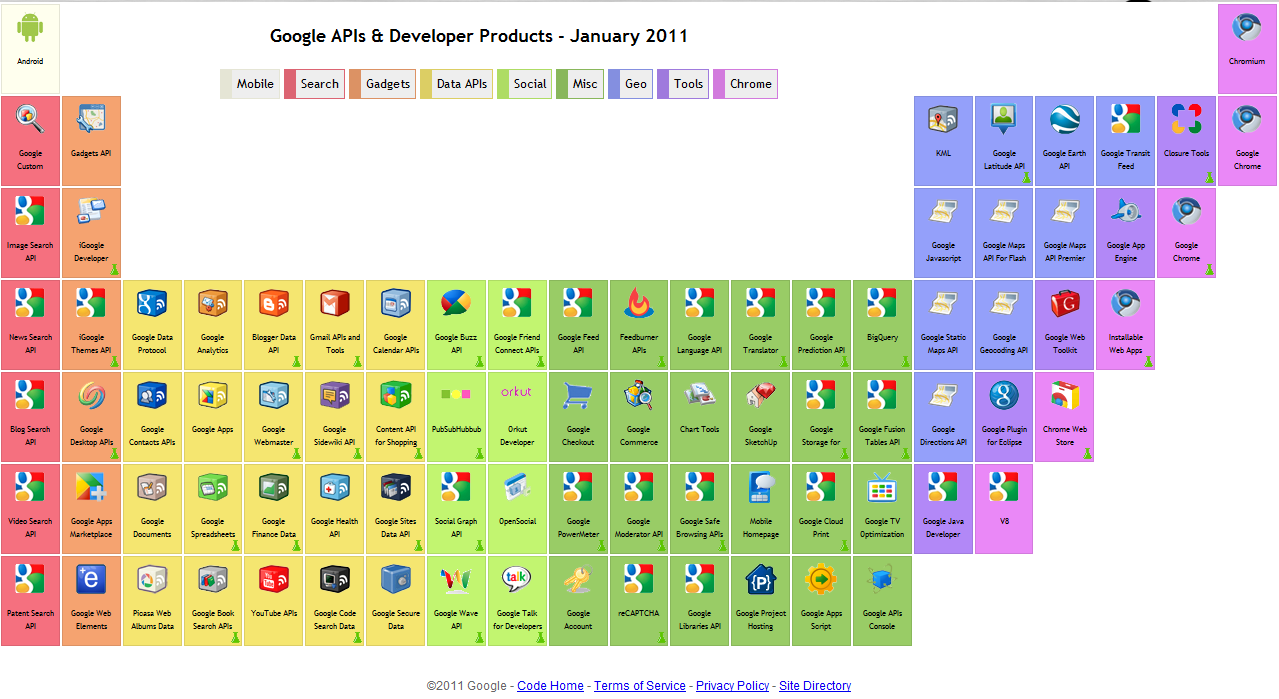 Google APIs & Developer Products - January 2011
Mobile Search Gadgets Data APIs Social Misc Geo Tools Chrome
Android
Chromium
Google
Custom
Gadgets API
KML
Google
Latitude API
Google Earth
API
Google Transit
Feed
Closure Tools
Google
Chrome
Image Search
API
iGoogle
Developer
Google
Javascript
Google Maps
API For Flash
Google Maps
API Premier
Google App
Engine
Google
Chrome
News Search
API
iGoogle
Themes API
Google Data
Protocol
Google
Analytics
Blogger Data
API
Gmail APIs and
Tools
Google
Calendar APIs
Google Buzz
API
Google Friend
Connect APIs
Google Feed
API
Feedburner
APIs
Google
Language API
Google
Translator
Google
Prediction API
BigQuery
Google Static
Maps API
Google
Geocoding API
Google Web
Toolkit
Installable
Web Apps
Blog Search
API
Google
Desktop APIs
Google
Contacts APIs
Google Apps
Google
Webmaster
Google
Sidewiki API
Content API
for Shopping
PubSubHubbub
orkut
Orkut
Developer
Google
Checkout
Google
Commerce
Chart Tools
Google
SketchUp
Google
Storage for
Google Fusion
Tables API
Google
Directions API
Google Plugin
for Eclipse
Chrome Web
Store
Video Search
API
Google Apps
Marketplace
Google
Documents
Google
Spreadsheets
Google
Finance Data
Google Health
API
Google Sites
Data API
Social Graph
API
OpenSocial
Google
PowerMeter
Google
Moderator API
Google Safe
Browsing APIs
Mobile
Homepage
Google Cloud
Print
Google TV
Optimization
Google Java
Developer
V8
Patent Search
API
Google Web
Elements
Picasa Web
Albums Data
Google Book
Search APIs
YouTube APIs
Google Code
Search Data
Google Secure
Data
Google Wave
API
talk
Google Talk
for Developers
Google
Account
reCAPTCHA
Google
Libraries API
{P}
Google Project
Hosting
Google Apps
Script
Google APIs
Console
©2011 Google - Code Home - Terms of Service - Privacy Policy - Site Directory